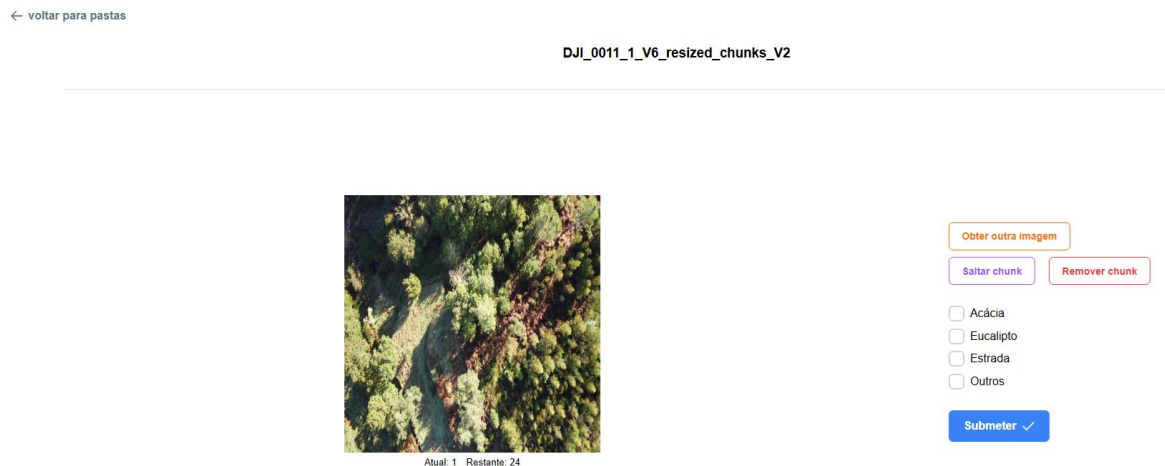 ← voltar para pastas
DJI_0011_1_V6_resized_chunks_V2
Obter outra imagem
Saltar chunk Remover chunk
Acácia
Eucalipto
Estrada
Outros
Submeter ✓
Atual: 1 Restante: 24